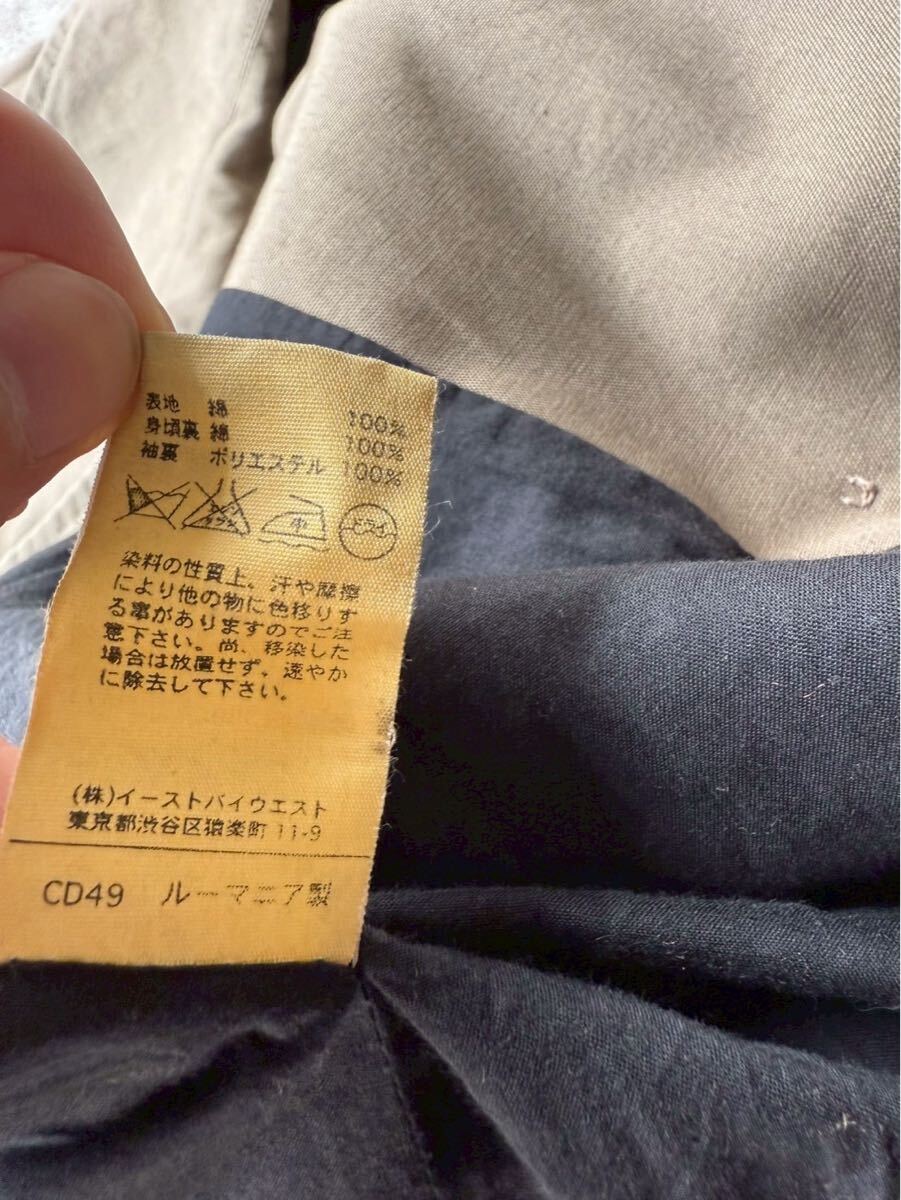 表地 綿 100%
身頃裏 綿 100%
袖裏 ポリエステル 100%
中 ドライ
染料の性質上、汗や摩擦
により他の物に色移りす
る事がありますのでご注
意下さい。尚、移染した
場合は放置せず、速やか
に除去して下さい。
(株)イーストバイウエスト
東京都渋谷区猿楽町 11-9
CD49 ルーマニア製